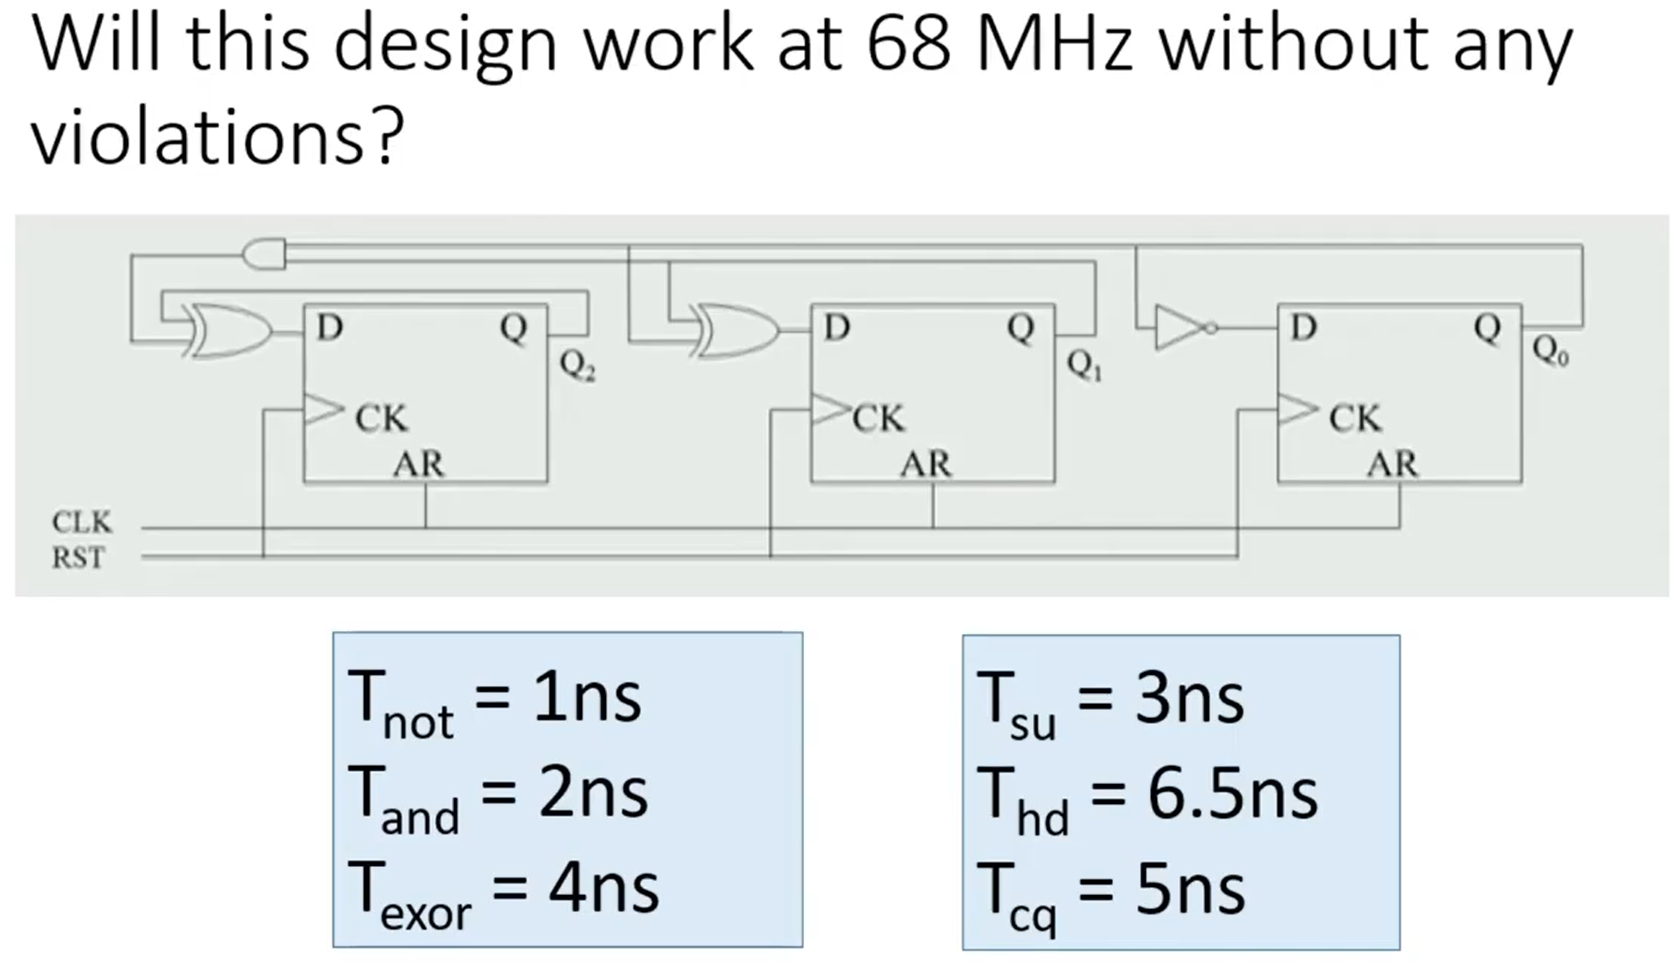 Will this design work at 68 MHz without any
violations?
D Q D Q D Q
Q₂ Q₁ Q₀
CK CK CK
AR AR AR
CLK
RST
Tnot = 1ns
Tand = 2ns
Texor = 4ns
Tsu = 3ns
Thd = 6.5ns
Tcq = 5ns